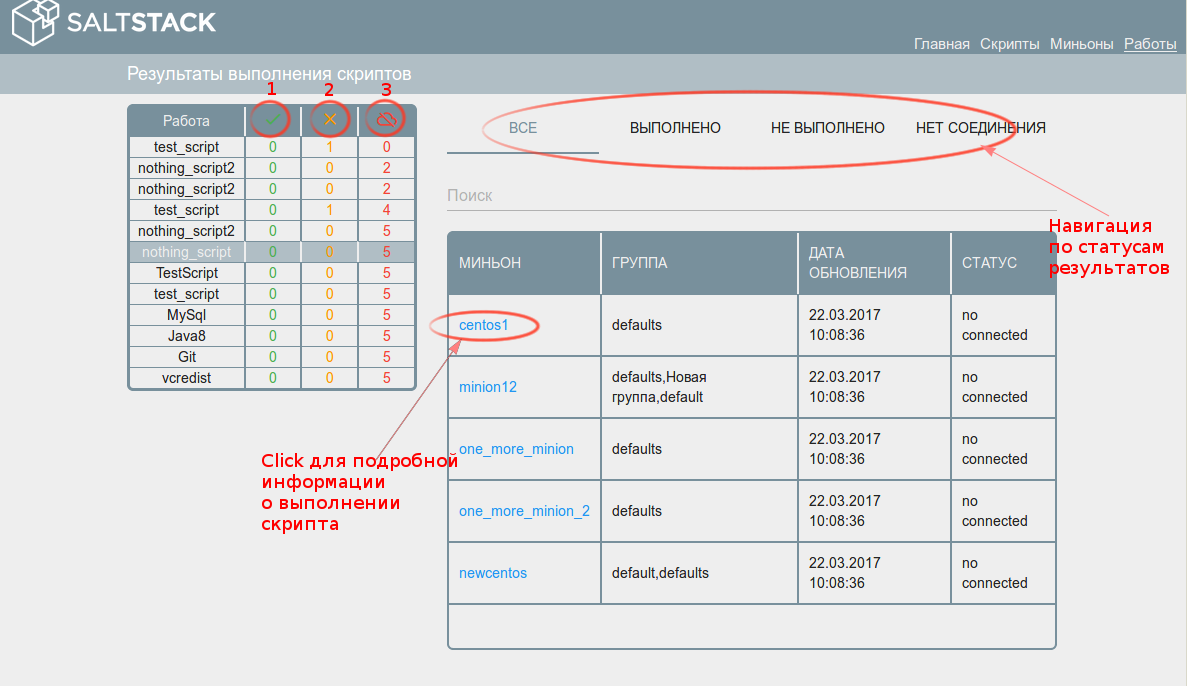 SALTSTACK
Главная Скрипты Миньоны Работы
Результаты выполнения скриптов
1 2 3
Работа
test_script 0 1 0
nothing_script2 0 0 2
nothing_script2 0 0 2
test_script 0 1 4
nothing_script2 0 0 5
nothing_script 0 0 5
TestScript 0 0 5
test_script 0 0 5
MySql 0 0 5
Java8 0 0 5
Git 0 0 5
vcredist 0 0 5
ВСЕ ВЫПОЛНЕНО НЕ ВЫПОЛНЕНО НЕТ СОЕДИНЕНИЯ
Поиск
Навигация
по статусам
результатов
МИНЬОН ГРУППА ДАТА
ОБНОВЛЕНИЯ СТАТУС
centos1 defaults 22.03.2017 no
10:08:36 connected
minion12 defaults,Новая 22.03.2017 no
группа,default 10:08:36 connected
one_more_minion defaults 22.03.2017 no
10:08:36 connected
one_more_minion_2 defaults 22.03.2017 no
10:08:36 connected
newcentos default,defaults 22.03.2017 no
10:08:36 connected
Click для подробной
информации
о выполнении
скрипта